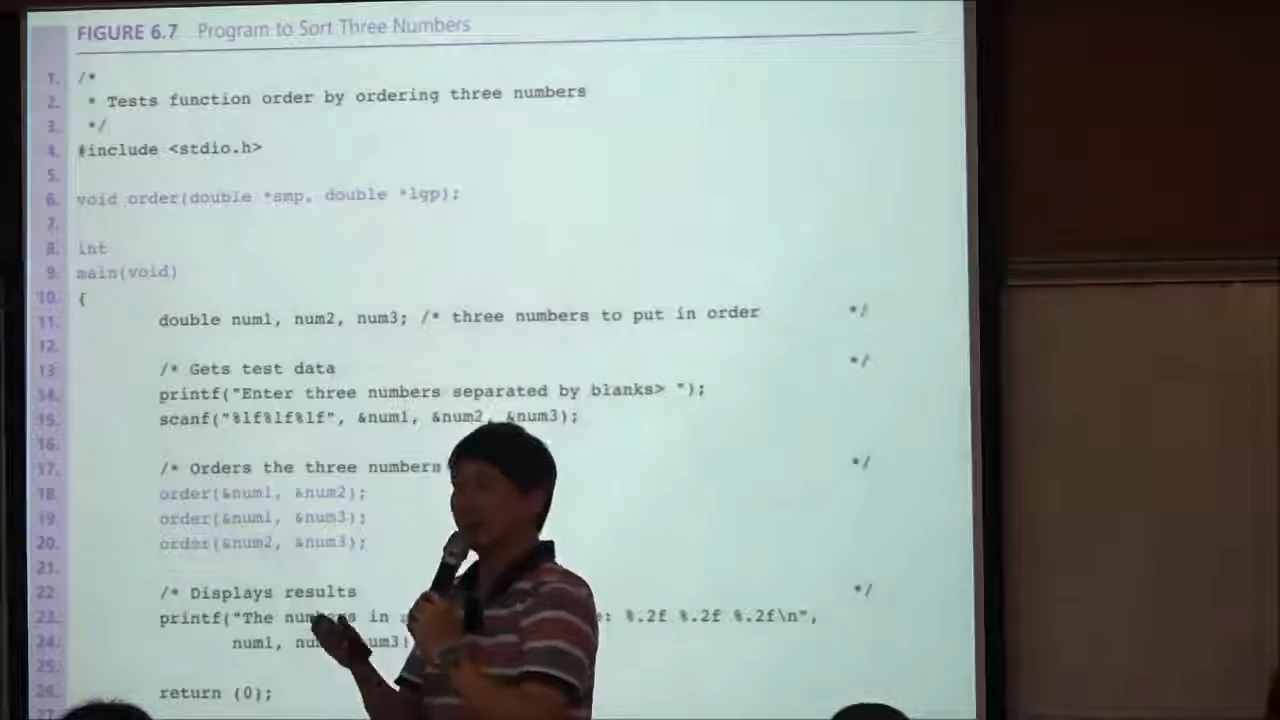 FIGURE 6.7 Program to Sort Three Numbers
1. /*
2. * Tests function order by ordering three numbers
3. */
4. #include <stdio.h>
5.
6. void order(double *smp, double *lgp);
7.
8. int
9. main(void)
10. {
11. double num1, num2, num3; /* three numbers to put in order */
12.
13 /* Gets test data */
14. printf("Enter three numbers separated by blanks> ");
15. scanf("%lf%lf%lf", &num1, &num2, &num3);
16.
17. /* Orders the three numbers */
18. order(&num1, &num2);
19. order(&num1, &num3);
20. order(&num2, &num3);
21.
22. /* Displays results */
23. printf("The numbers in : %.2f %.2f %.2f\n",
24. num1, num3
25.
26. return (0);
27.